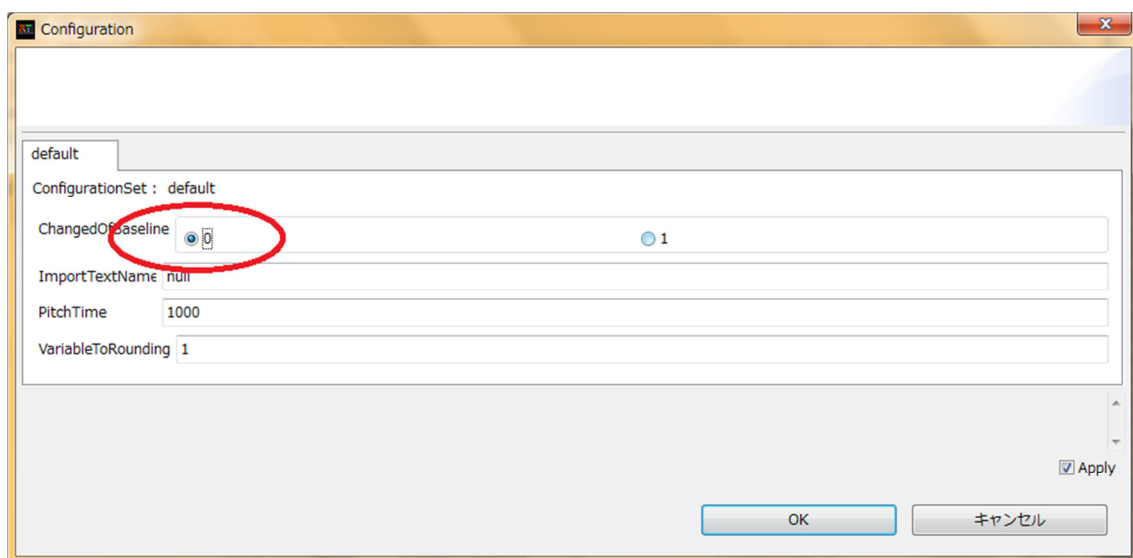 Configuration
default
ConfigurationSet : default
ChangedOfBaseline 0 1
ImportTextName null
PitchTime 1000
VariableToRounding 1
Apply
OK キャンセル